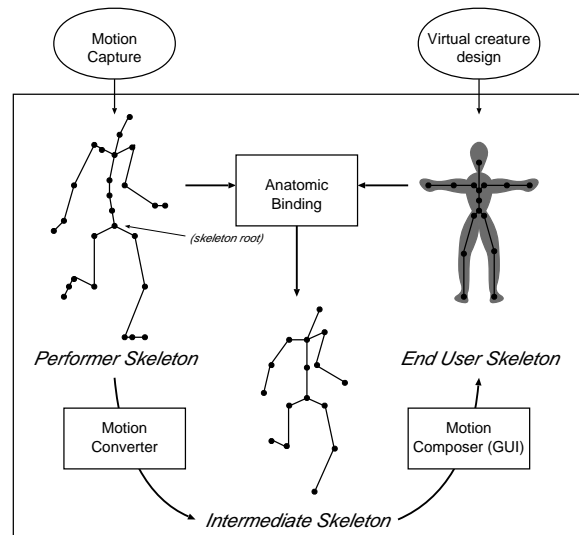 Motion
Capture
Virtual creature
design
Anatomic
Binding
(skeleton root)
Performer Skeleton
End User Skeleton
Motion
Converter
Motion
Composer (GUI)
Intermediate Skeleton